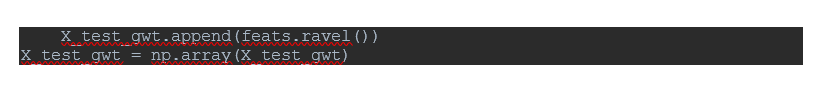 X_test_gwt.append(feats.ravel())
X_test_gwt = np.array(X_test_gwt)